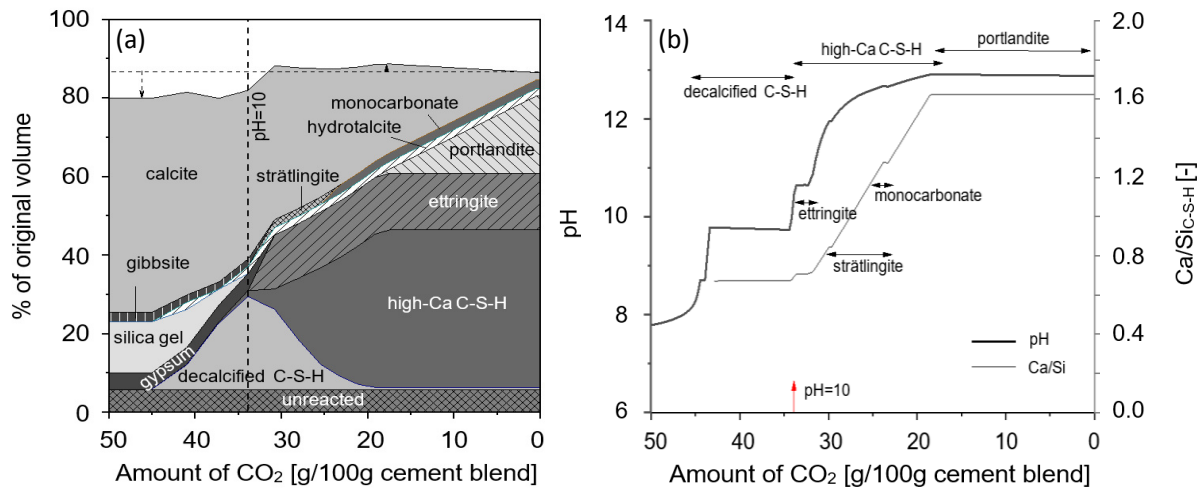 (a)
% of original volume
100
80
60
40
20
0
pH=10
monocarbonate
hydrotalcite
portlandite
calcite
strätlingite
ettringite
gibbsite
high-Ca C-S-H
silica gel
gypsum
decalcified C-S-H
unreacted
50 40 30 20 10 0
Amount of CO₂ [g/100g cement blend]
(b)
pH
14
13
12
11
10
9
8
7
6
portlandite
high-Ca C-S-H
decalcified C-S-H
monocarbonate
ettringite
strätlingite
pH
Ca/Si
pH=10
2.0
1.6
1.2
0.8
0.4
0.0
Ca/Si C-S-H [-]
50 40 30 20 10 0
Amount of CO₂ [g/100g cement blend]